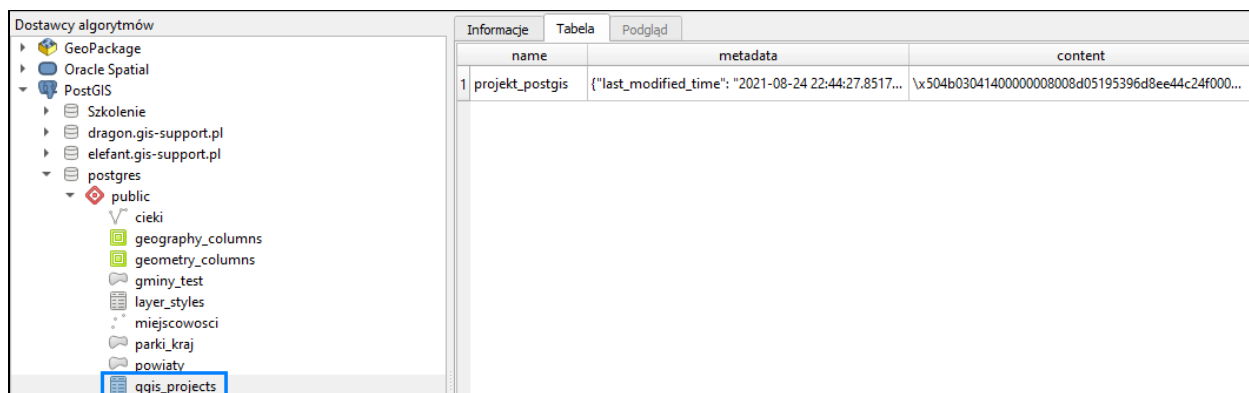 Dostawcy algorytmów
GeoPackage
Oracle Spatial
PostGIS
Szkolenie
dragon.gis-support.pl
elefant.gis-support.pl
postgres
public
cieki
geography_columns
geometry_columns
gminy_test
layer_styles
miejscowosci
parki_kraj
powiaty
qgis_projects
Informacje Tabela Podgląd
name metadata content
1 projekt_postgis {"last_modified_time": "2021-08-24 22:44:27.8517... \x504b03041400000008008d05195396d8ee44c24f000...